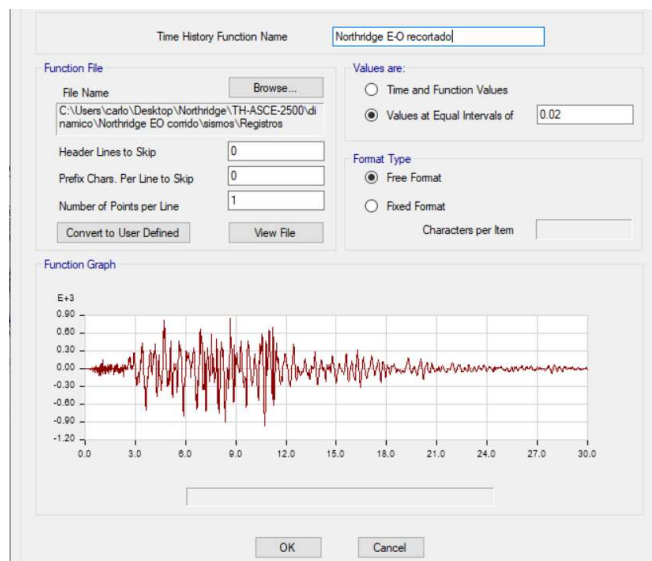 Time History Function Name
Northridge E-O recortado
Function File
File Name
Browse...
C:\Users\carlo\Desktop\Northridge\TH-ASCE-2500\di
namico\Northridge EO corrido\sismos\Registros
Header Lines to Skip
0
Prefix Chars. Per Line to Skip
0
Number of Points per Line
1
Convert to User Defined
View File
Values are:
Time and Function Values
Values at Equal Intervals of
0.02
Format Type
Free Format
Fixed Format
Characters per Item
Function Graph
E+3
0.90
0.60
0.30
0.00
-0.30
-0.60
-0.90
-1.20
0.0 3.0 6.0 9.0 12.0 15.0 18.0 21.0 24.0 27.0 30.0
OK
Cancel